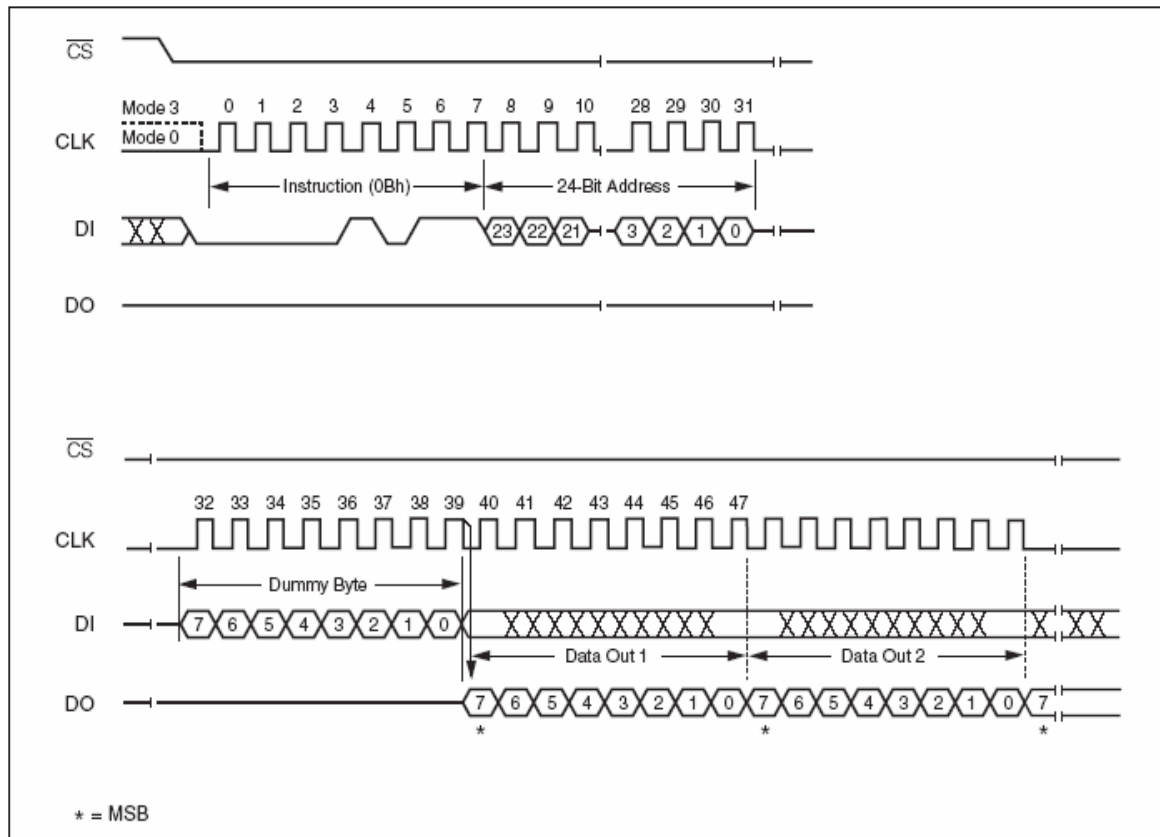 CS
Mode 3 0 1 2 3 4 5 6 7 8 9 10 28 29 30 31
CLK Mode 0
Instruction (0Bh) 24-Bit Address
DI 23 22 21 3 2 1 0
DO
CS
32 33 34 35 36 37 38 39 40 41 42 43 44 45 46 47
CLK
Dummy Byte
DI 7 6 5 4 3 2 1 0
Data Out 1 Data Out 2
DO 7 6 5 4 3 2 1 0 7 6 5 4 3 2 1 0 7
* * *
* = MSB